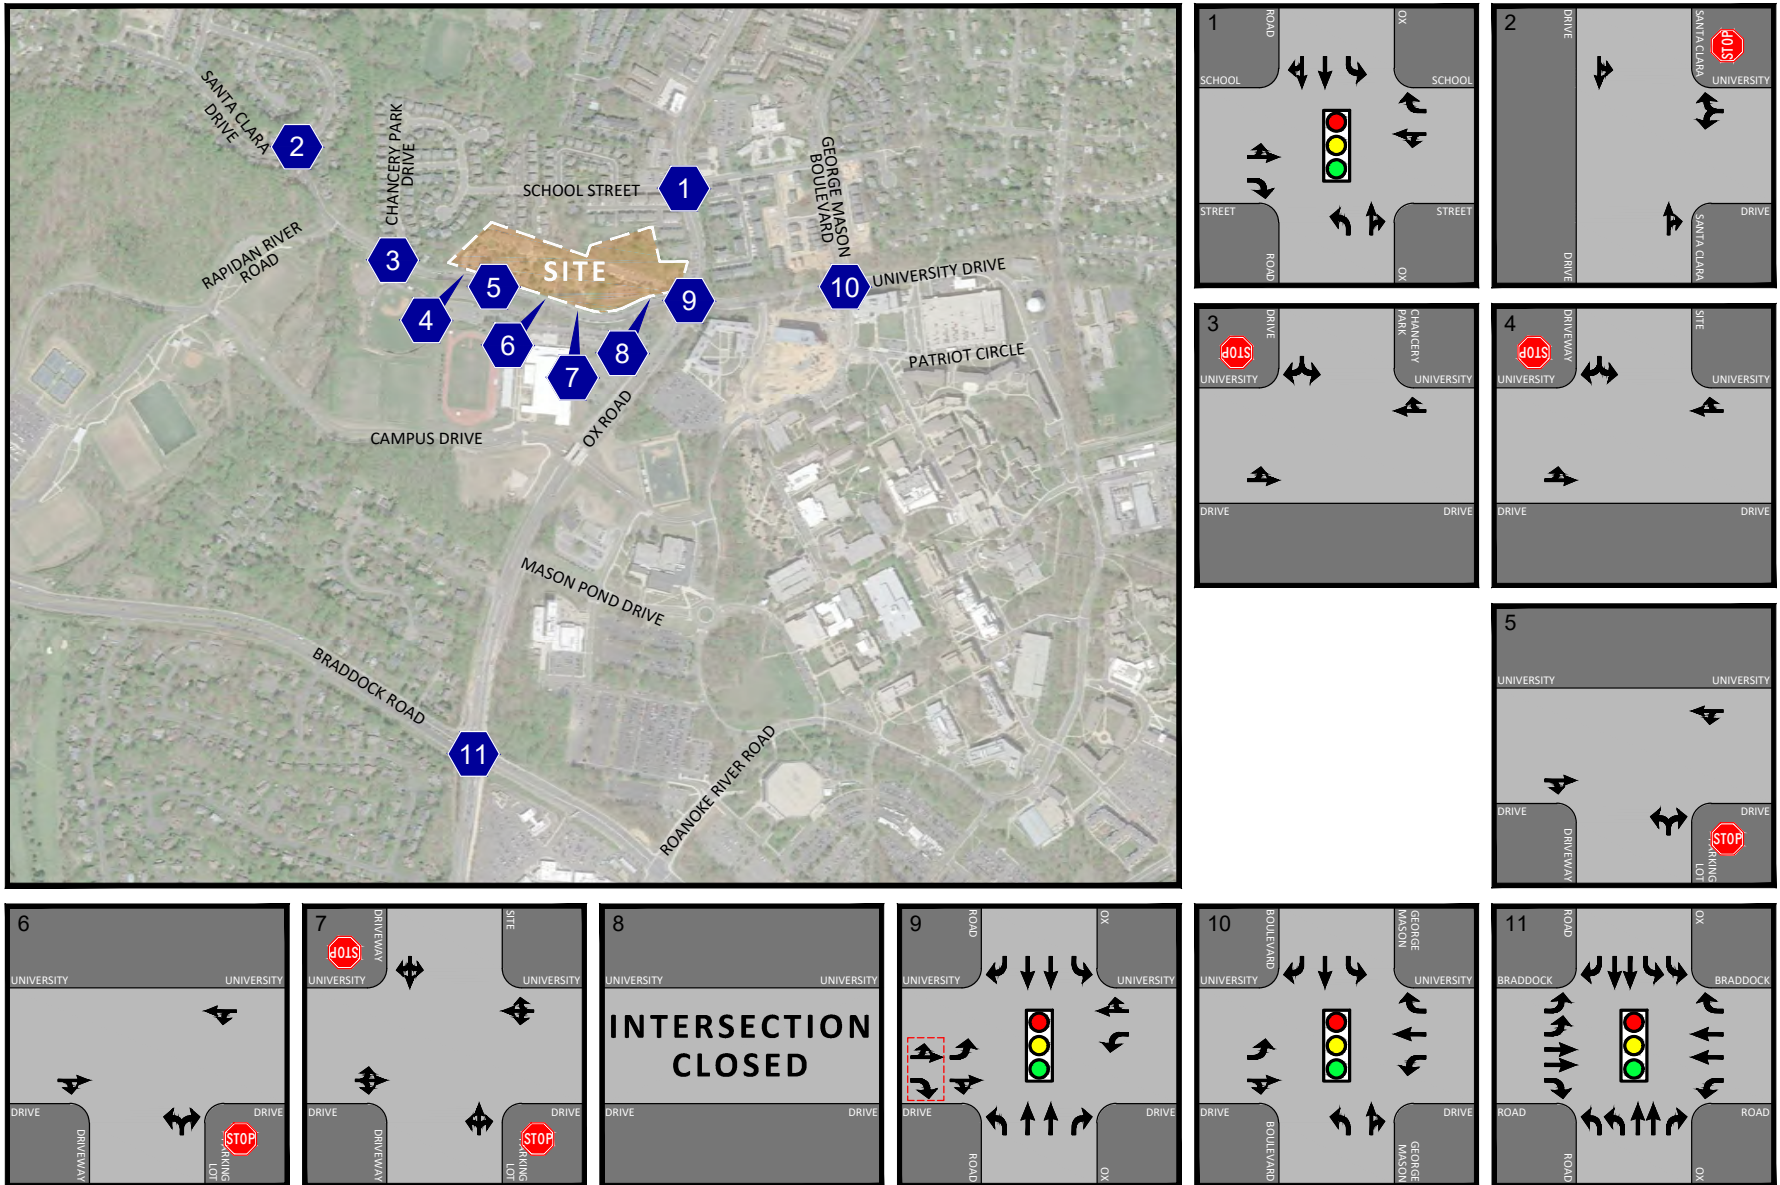 SANTA CLARA
DRIVE
2
CHANCERY PARK
DRIVE
SCHOOL STREET
1
GEORGE MASON
BOULEVARD
RAPIDAN RIVER
ROAD
3
SITE
UNIVERSITY DRIVE
4
5
6
7
8
9
10
PATRIOT CIRCLE
CAMPUS DRIVE
OX ROAD
MASON POND DRIVE
BRADDOCK ROAD
11
ROANOKE RIVER ROAD
1
ROAD
OX
SCHOOL
SCHOOL
STREET
STREET
ROAD
OX
2
DRIVE
SANTA CLARA
STOP
UNIVERSITY
DRIVE
DRIVE
SANTA CLARA
3
DRIVE
CHANCERY
PARK
STOP
UNIVERSITY
UNIVERSITY
DRIVE
DRIVE
4
DRIVEWAY
SITE
STOP
UNIVERSITY
UNIVERSITY
DRIVE
DRIVE
5
UNIVERSITY
UNIVERSITY
DRIVE
DRIVE
DRIVEWAY
STOP
LOT
6
UNIVERSITY
UNIVERSITY
DRIVE
DRIVE
DRIVEWAY
STOP
LOT
7
DRIVEWAY
SITE
STOP
UNIVERSITY
UNIVERSITY
DRIVE
DRIVE
DRIVEWAY
STOP
LOT
8
UNIVERSITY
UNIVERSITY
INTERSECTION
CLOSED
DRIVE
DRIVE
9
ROAD
OX
UNIVERSITY
UNIVERSITY
DRIVE
DRIVE
ROAD
OX
10
BOULEVARD
GEORGE
MASON
UNIVERSITY
UNIVERSITY
DRIVE
DRIVE
BOULEVARD
GEORGE
MASON
11
ROAD
OX
BRADDOCK
BRADDOCK
ROAD
ROAD
ROAD
OX